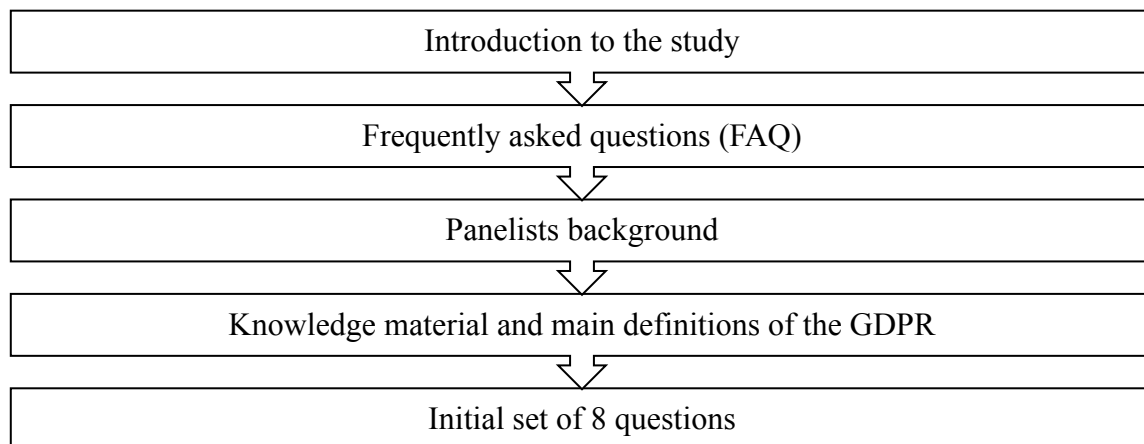 Introduction to the study
Frequently asked questions (FAQ)
Panelists background
Knowledge material and main definitions of the GDPR
Initial set of 8 questions